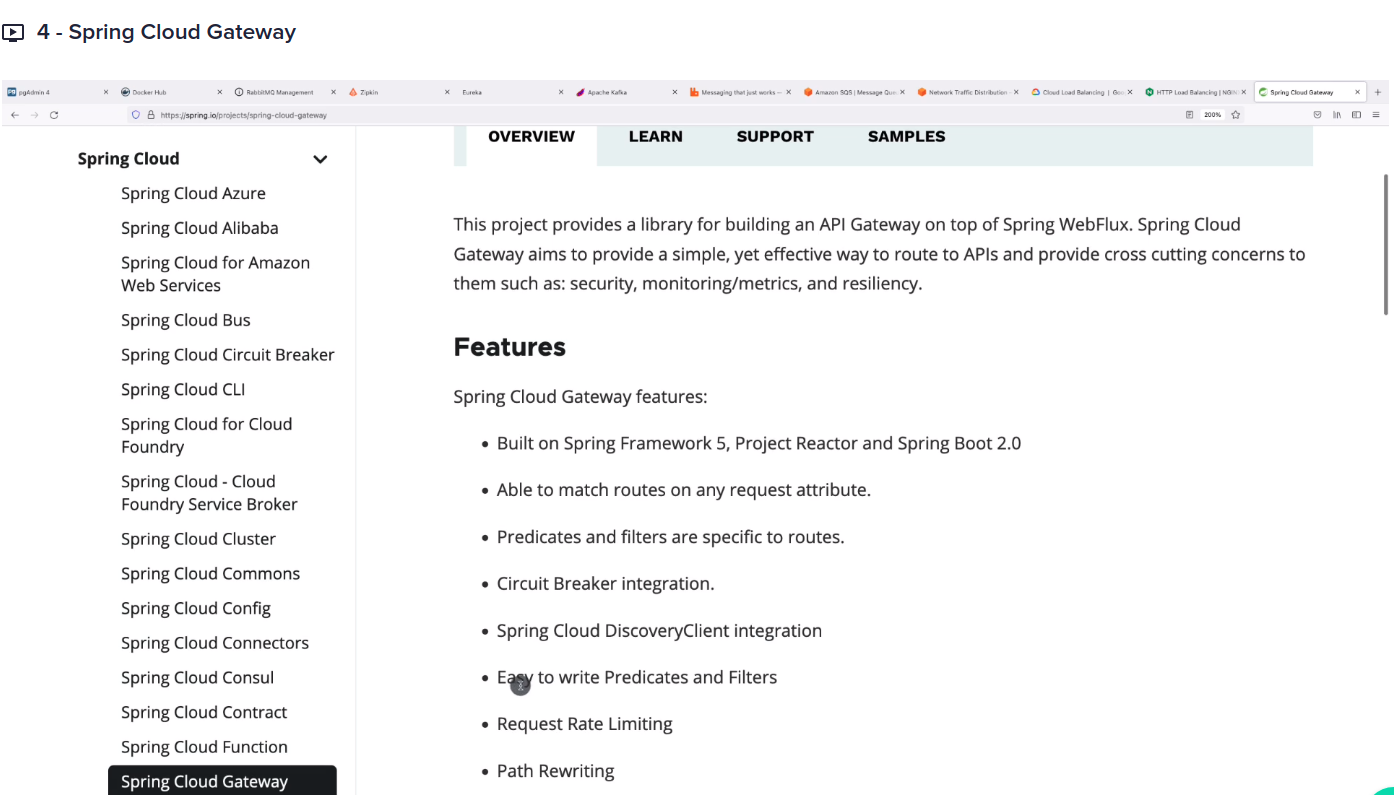 4 - Spring Cloud Gateway
pgAdmin 4
Docker Hub
RabbitMQ Management
Zipkin
Eureka
Apache Kafka
Messaging that just works —
Amazon SQS | Message Que
Network Traffic Distribution -
Cloud Load Balancing | Goo
HTTP Load Balancing | NGIN
Spring Cloud Gateway
https://spring.io/projects/spring-cloud-gateway
200%
Spring Cloud
Spring Cloud Azure
Spring Cloud Alibaba
Spring Cloud for Amazon
Web Services
Spring Cloud Bus
Spring Cloud Circuit Breaker
Spring Cloud CLI
Spring Cloud for Cloud
Foundry
Spring Cloud - Cloud
Foundry Service Broker
Spring Cloud Cluster
Spring Cloud Commons
Spring Cloud Config
Spring Cloud Connectors
Spring Cloud Consul
Spring Cloud Contract
Spring Cloud Function
Spring Cloud Gateway
OVERVIEW
LEARN
SUPPORT
SAMPLES
This project provides a library for building an API Gateway on top of Spring WebFlux. Spring Cloud
Gateway aims to provide a simple, yet effective way to route to APIs and provide cross cutting concerns to
them such as: security, monitoring/metrics, and resiliency.
Features
Spring Cloud Gateway features:
• Built on Spring Framework 5, Project Reactor and Spring Boot 2.0
• Able to match routes on any request attribute.
• Predicates and filters are specific to routes.
• Circuit Breaker integration.
• Spring Cloud DiscoveryClient integration
• Easy to write Predicates and Filters
• Request Rate Limiting
• Path Rewriting